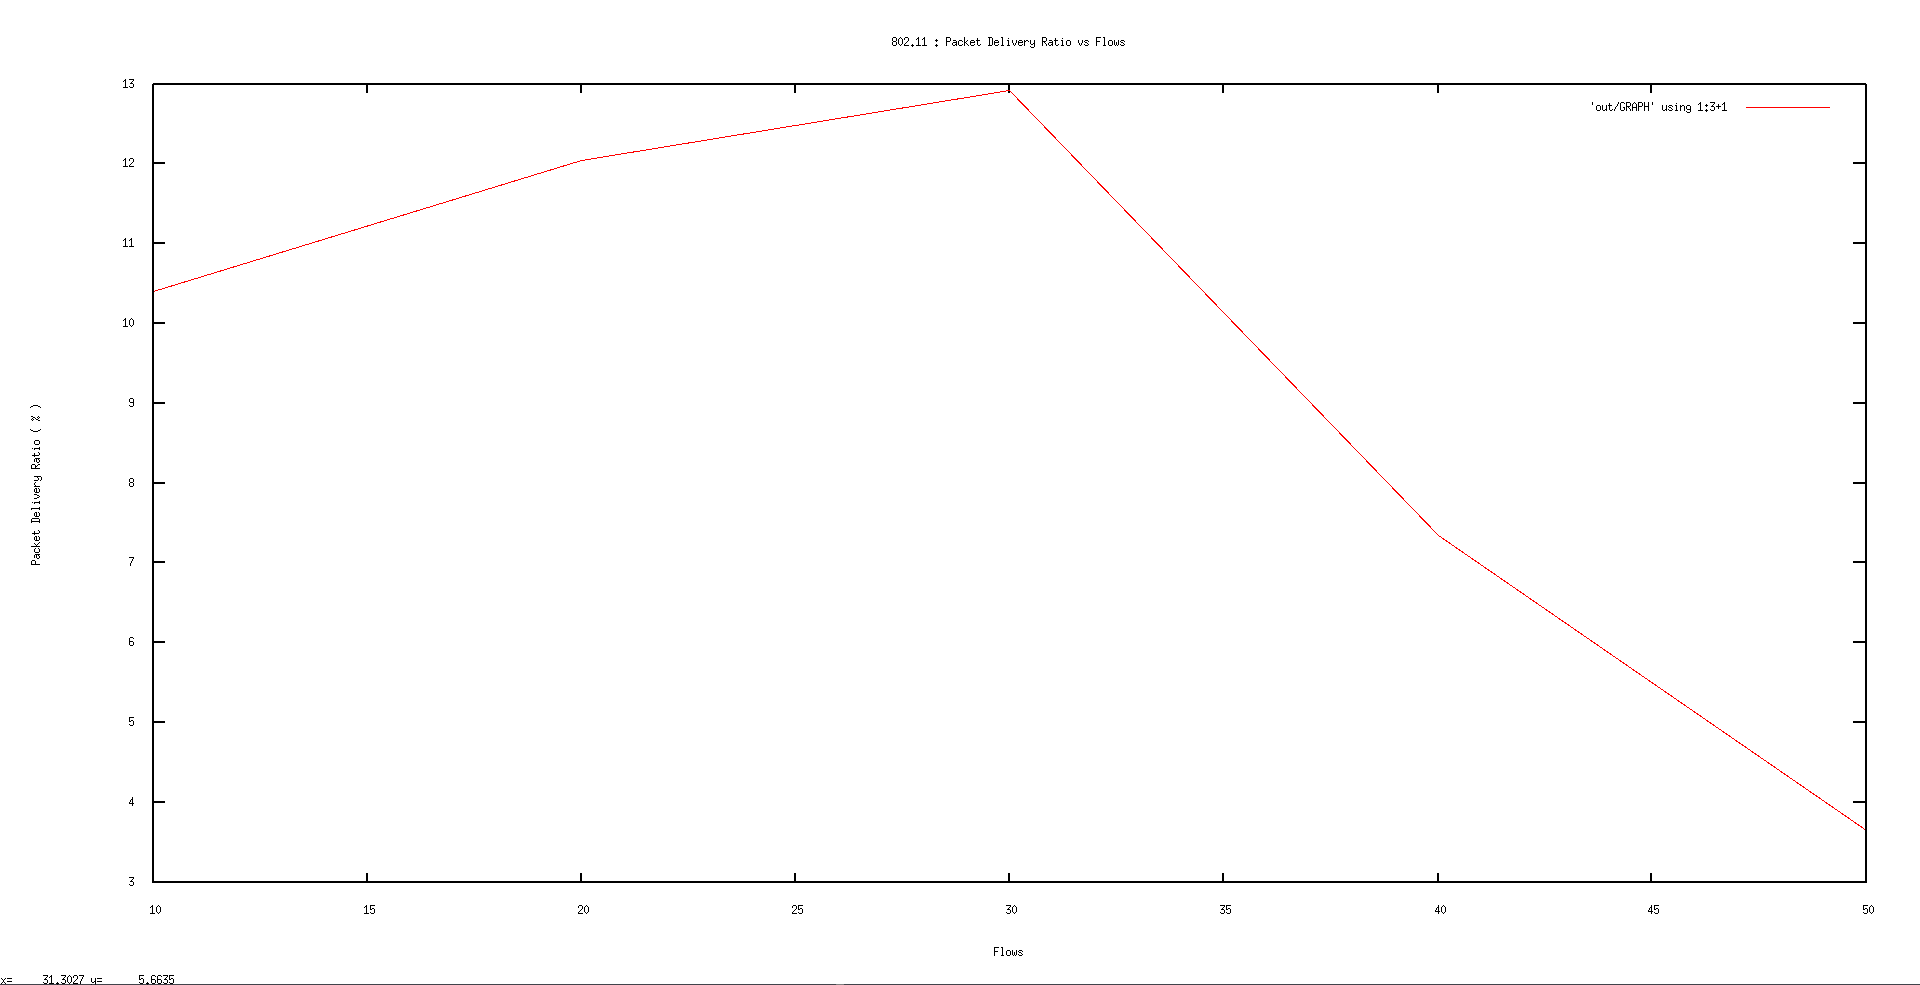 802.11 : Packet Delivery Ratio vs Flows
'out/GRAPH' using 1:3+1
13
12
11
10
9
8
7
6
5
4
3
Packet Delivery Ratio ( % )
10 15 20 25 30 35 40 45 50
Flows
x= 31.3027 y= 5.6635